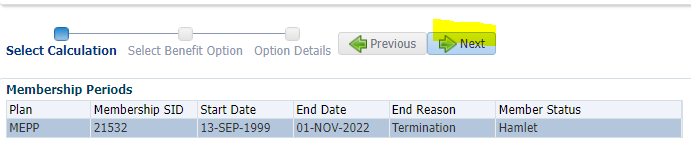 Select Calculation Select Benefit Option Option Details Previous Next
Membership Periods
Plan Membership SID Start Date End Date End Reason Member Status
MEPP 21532 13-SEP-1999 01-NOV-2022 Termination Hamlet